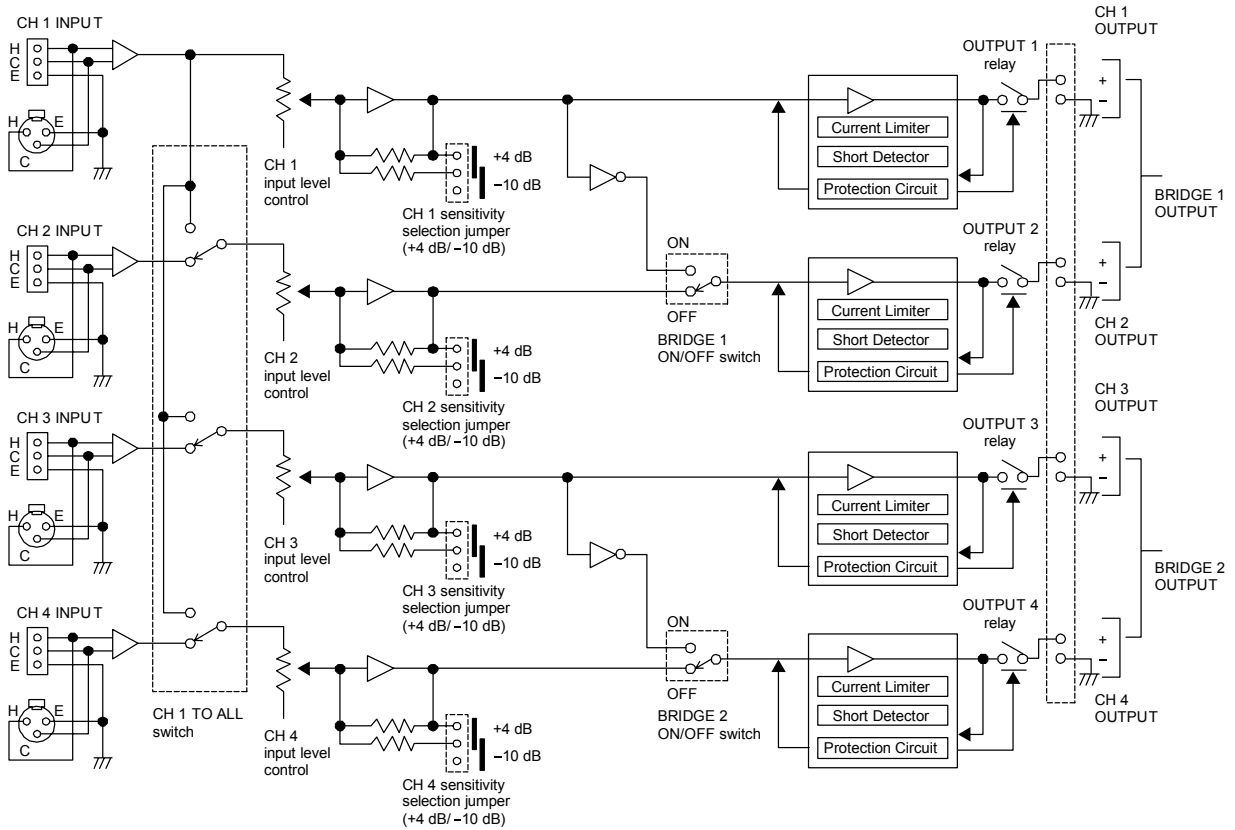 CH 1 INPUT
H
C
E
H
E
C
CH 1
input level
control
+4 dB
−10 dB
CH 1 sensitivity
selection jumper
(+4 dB/ −10 dB)
Current Limiter
Short Detector
Protection Circuit
OUTPUT 1
relay
CH 1
OUTPUT
+
−
BRIDGE 1
OUTPUT
CH 2 INPUT
H
C
E
H
E
C
CH 2
input level
control
+4 dB
−10 dB
CH 2 sensitivity
selection jumper
(+4 dB/ −10 dB)
ON
OFF
BRIDGE 1
ON/OFF switch
Current Limiter
Short Detector
Protection Circuit
OUTPUT 2
relay
+
−
CH 2
OUTPUT
CH 3 INPUT
H
C
E
H
E
C
CH 3
input level
control
+4 dB
−10 dB
CH 3 sensitivity
selection jumper
(+4 dB/ −10 dB)
Current Limiter
Short Detector
Protection Circuit
OUTPUT 3
relay
CH 3
OUTPUT
+
−
BRIDGE 2
OUTPUT
CH 4 INPUT
H
C
E
H
E
C
CH 1 TO ALL
switch
CH 4
input level
control
+4 dB
−10 dB
CH 4 sensitivity
selection jumper
(+4 dB/ −10 dB)
ON
OFF
BRIDGE 2
ON/OFF switch
Current Limiter
Short Detector
Protection Circuit
OUTPUT 4
relay
+
−
CH 4
OUTPUT